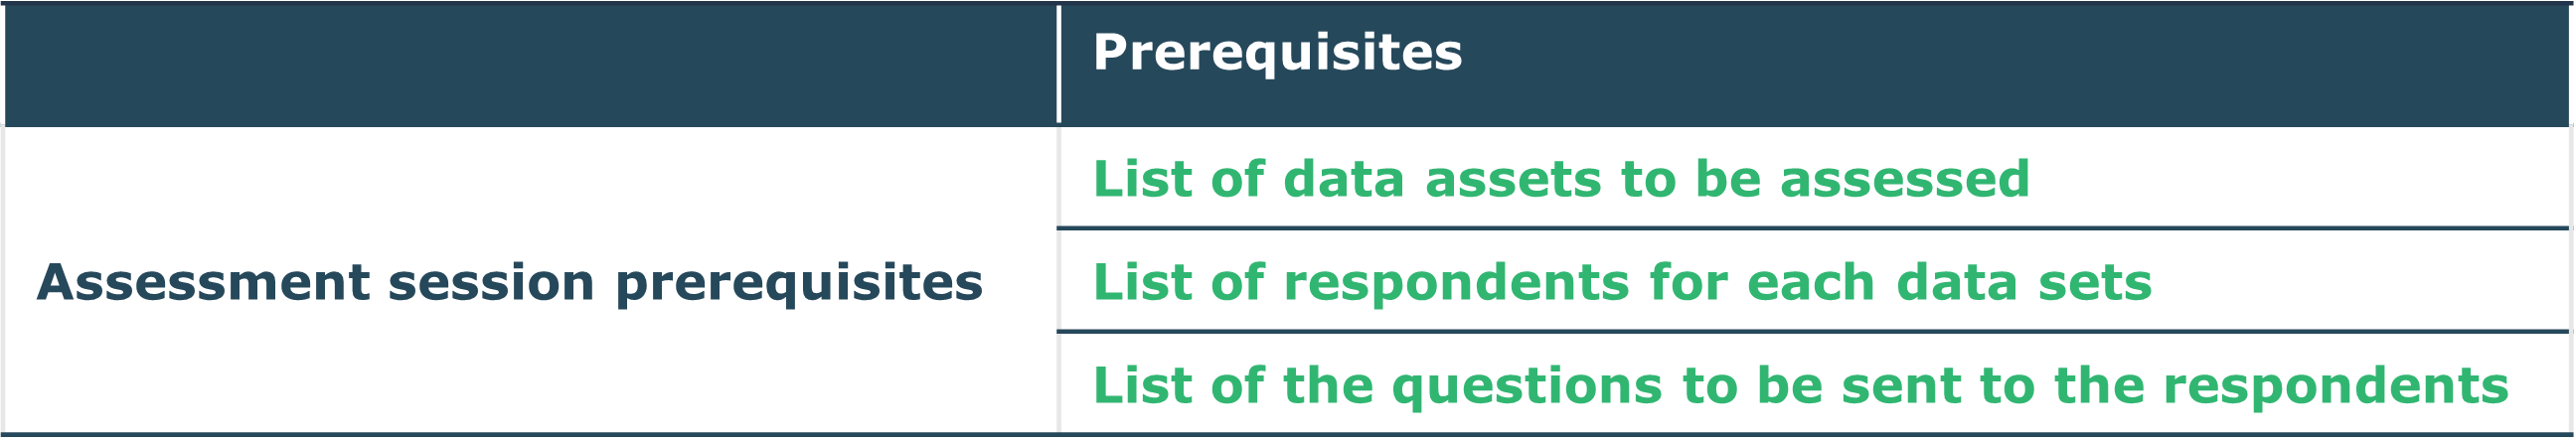 Prerequisites
List of data assets to be assessed
Assessment session prerequisites
List of respondents for each data sets
List of the questions to be sent to the respondents